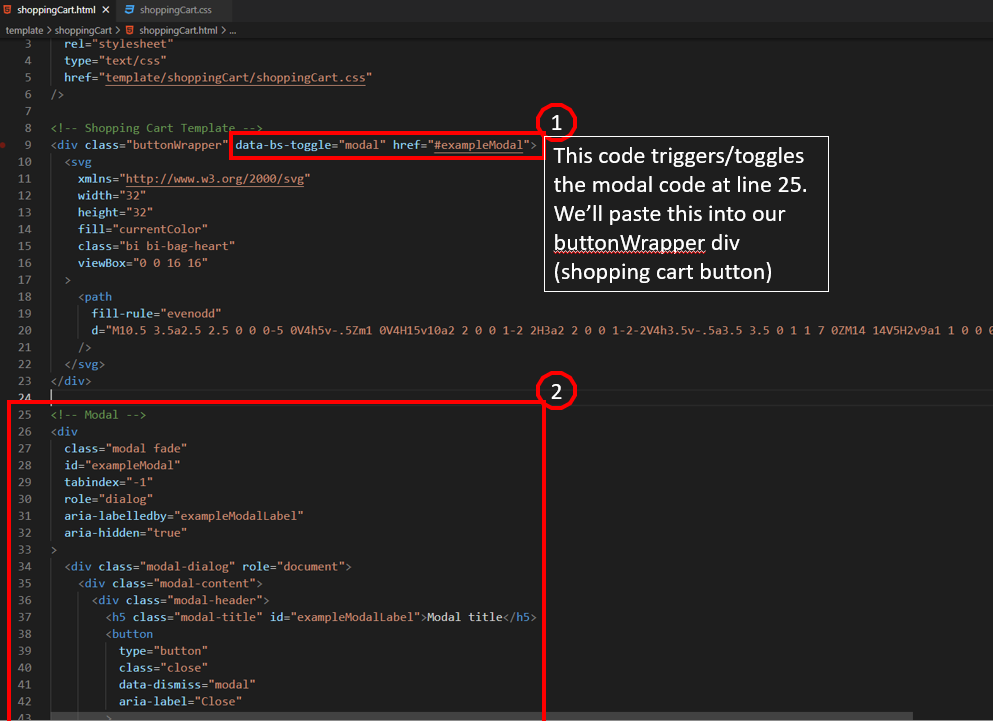 shoppingCart.html × shoppingCart.css
template > shoppingCart > shoppingCart.html > ...
3 rel="stylesheet"
4 type="text/css"
5 href="template/shoppingCart/shoppingCart.css"
6 />
7
8 <!-- Shopping Cart Template -->
9 <div class="buttonWrapper" data-bs-toggle="modal" href="#exampleModal">
10 <svg
11 xmlns="http://www.w3.org/2000/svg"
12 width="32"
13 height="32"
14 fill="currentColor"
15 class="bi bi-bag-heart"
16 viewBox="0 0 16 16"
17 >
18 <path
19 fill-rule="evenodd"
20 d="M10.5 3.5a2.5 2.5 0 0 0-5 0V4h5v-.5Zm1 0V4H15v10a2 2 0 0 1-2 2H3a2 2 0 0 1-2-2V4h3.5v-.5a3.5 3.5 0 1 1 7 0ZM14 14V5H2v9a1 1 0 0 0
21 />
22 </svg>
23 </div>
24
25 <!-- Modal -->
26 <div
27 class="modal fade"
28 id="exampleModal"
29 tabindex="-1"
30 role="dialog"
31 aria-labelledby="exampleModalLabel"
32 aria-hidden="true"
33 >
34 <div class="modal-dialog" role="document">
35 <div class="modal-content">
36 <div class="modal-header">
37 <h5 class="modal-title" id="exampleModalLabel">Modal title</h5>
38 <button
39 type="button"
40 class="close"
41 data-dismiss="modal"
42 aria-label="Close"
43 >
1
This code triggers/toggles
the modal code at line 25.
We'll paste this into our
buttonWrapper div
(shopping cart button)
2